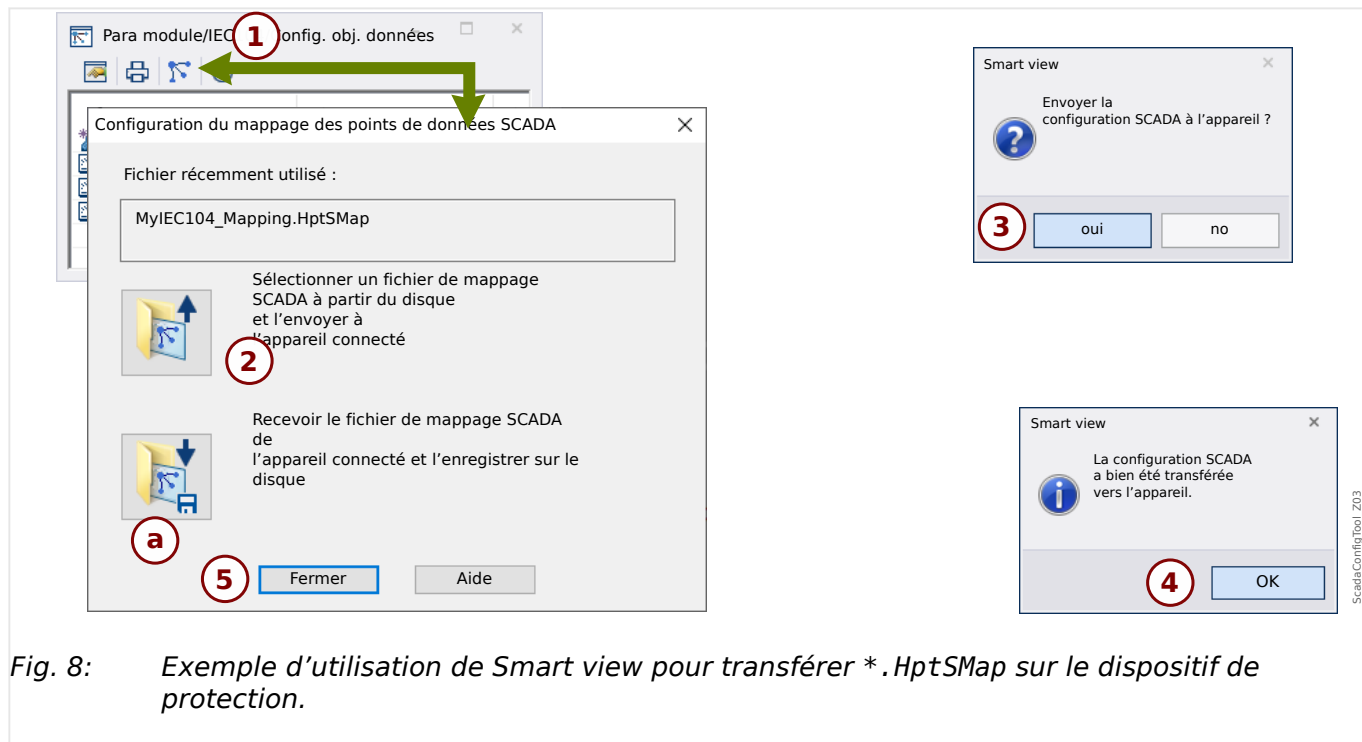 Para module/IEC 1 onfig. obj. données
Configuration du mappage des points de données SCADA
Fichier récemment utilisé :
MyIEC104_Mapping.HptSMap
Sélectionner un fichier de mappage
SCADA à partir du disque
et l’envoyer à
l’appareil connecté
2
Recevoir le fichier de mappage SCADA
de
l’appareil connecté et l’enregistrer sur le
disque
a
5 Fermer Aide
Smart view
Envoyer la
configuration SCADA à l’appareil ?
3 oui no
Smart view
La configuration SCADA
a bien été transférée
vers l’appareil.
4 OK
ScadaConfigTool_Z03
Fig. 8: Exemple d’utilisation de Smart view pour transférer *.HptSMap sur le dispositif de
protection.